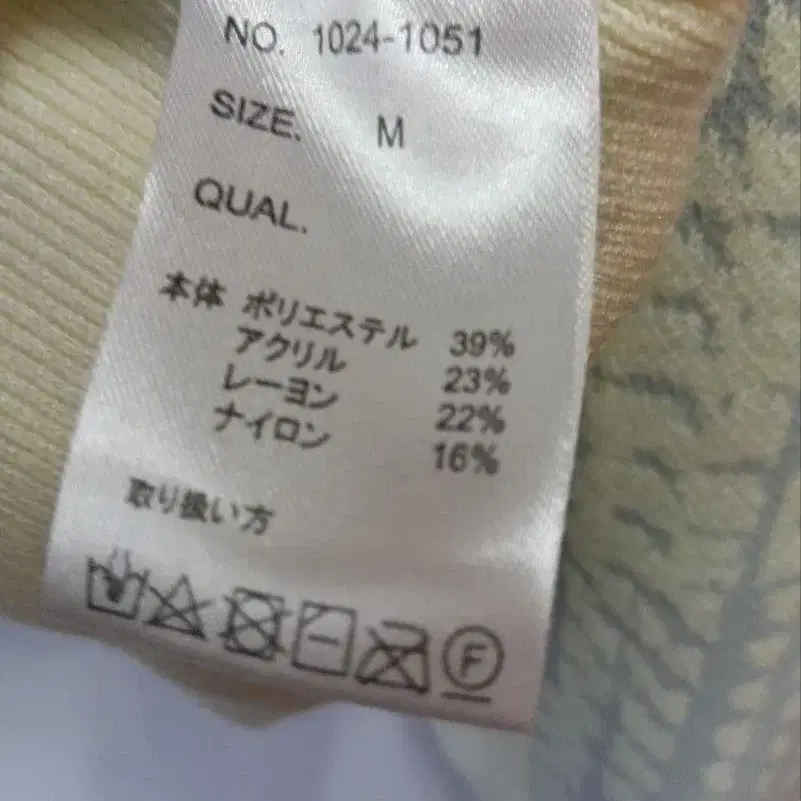 NO. 1024-1051
SIZE. M
QUAL.
本体 ポリエステル 39%
アクリル 23%
レーヨン 22%
ナイロン 16%
取り扱い方
F